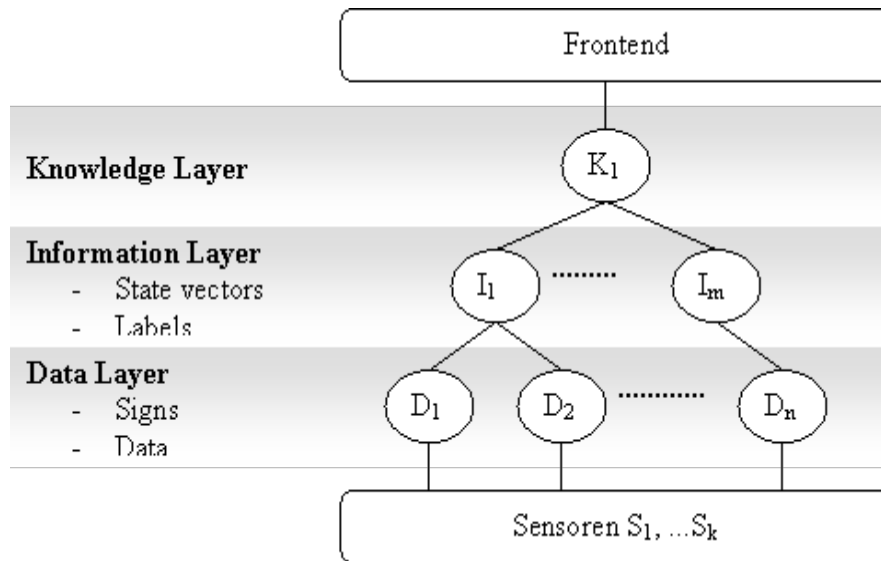 Frontend
Knowledge Layer
K1
Information Layer
- State vectors
- Labels
I1 ......... Im
Data Layer
- Signs
- Data
D1 D2 ............ Dn
Sensoren S1, ...Sk